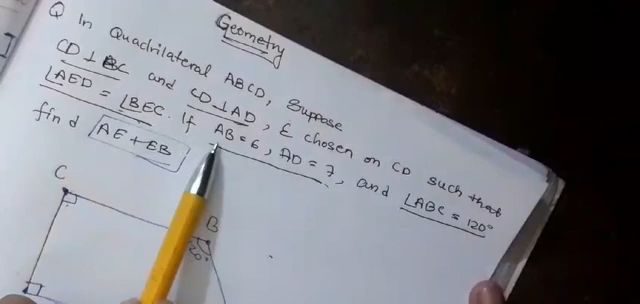 Geometry
Q In Quadrilateral ABCD, Suppose
CD ⊥ BC and CD ⊥ AD, E chosen on CD such that
∠AED = ∠BEC. If AB = 6, AD = 7, and ∠ABC = 120°
find AE + EB
C
B
120°